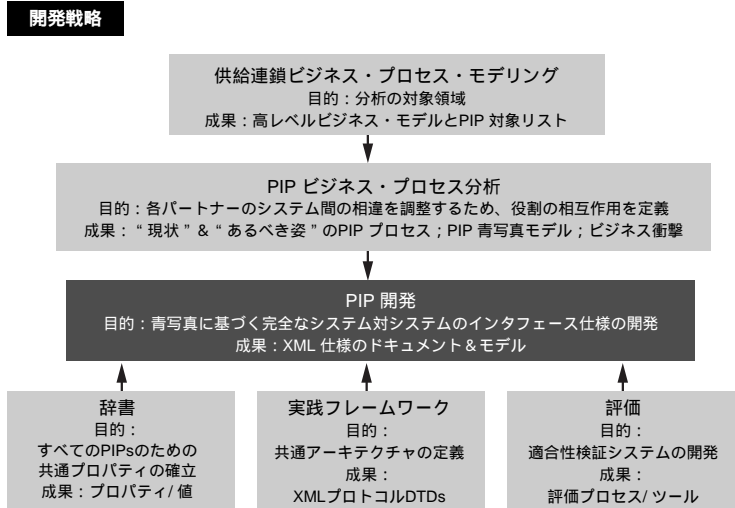 開発戦略
供給連鎖ビジネス・プロセス・モデリング
目的：分析の対象領域
成果：高レベルビジネス・モデルとPIP 対象リスト
PIP ビジネス・プロセス分析
目的：各パートナーのシステム間の相違を調整するため、役割の相互作用を定義
成果：“ 現状 ” ＆ “ あるべき姿 ” のPIP プロセス；PIP 青写真モデル；ビジネス衝撃
PIP 開発
目的：青写真に基づく完全なシステム対システムのインタフェース仕様の開発
成果：XML 仕様のドキュメント＆モデル
辞書
目的：
すべてのPIPsのための
共通プロパティの確立
成果：プロパティ/ 値
実践フレームワーク
目的：
共通アーキテクチャの定義
成果：
XMLプロトコルDTDs
評価
目的：
適合性検証システムの開発
成果：
評価プロセス/ ツール